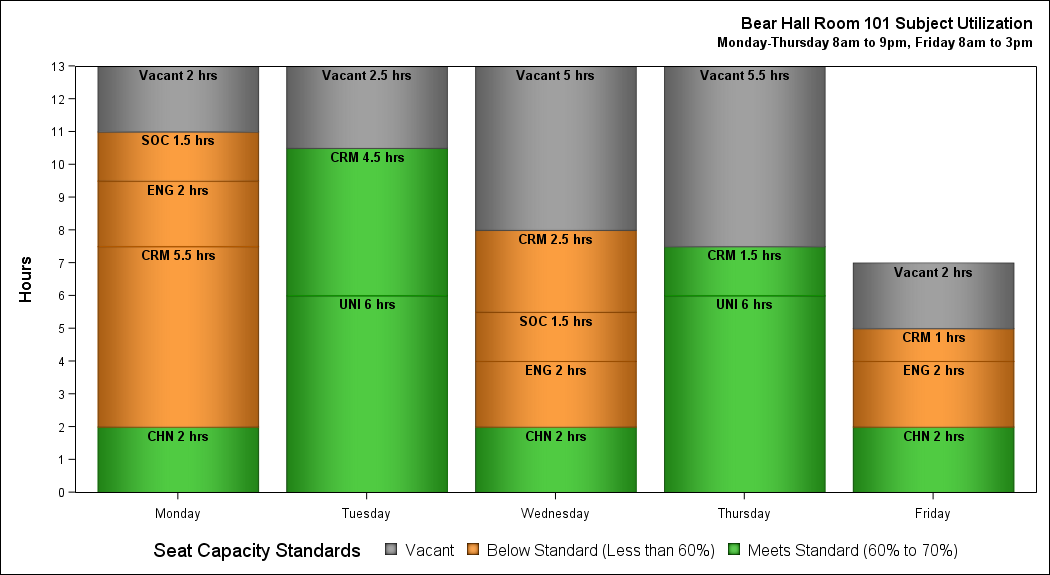 Bear Hall Room 101 Subject Utilization
Monday-Thursday 8am to 9pm, Friday 8am to 3pm
Hours
13
12
11
10
9
8
7
6
5
4
3
2
1
0
Vacant 2 hrs
SOC 1.5 hrs
ENG 2 hrs
CRM 5.5 hrs
CHN 2 hrs
Vacant 2.5 hrs
CRM 4.5 hrs
UNI 6 hrs
Vacant 5 hrs
CRM 2.5 hrs
SOC 1.5 hrs
ENG 2 hrs
CHN 2 hrs
Vacant 5.5 hrs
CRM 1.5 hrs
UNI 6 hrs
Vacant 2 hrs
CRM 1 hrs
ENG 2 hrs
CHN 2 hrs
Monday Tuesday Wednesday Thursday Friday
Seat Capacity Standards Vacant Below Standard (Less than 60%) Meets Standard (60% to 70%)